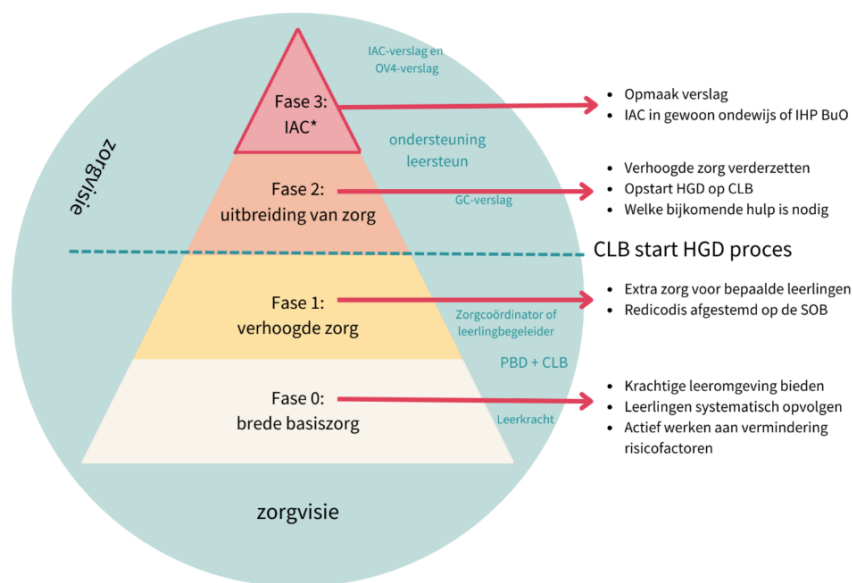 IAC-verslag en
OV4-verslag
Fase 3:
IAC*
• Opmaak verslag
• IAC in gewoon ondewijs of IHP BuO
zorgvisie
ondersteuning
leersteun
Fase 2:
uitbreiding van zorg
GC-verslag
• Verhoogde zorg verderzetten
• Opstart HGD op CLB
• Welke bijkomende hulp is nodig
CLB start HGD proces
Fase 1:
verhoogde zorg
Zorgcoördinator of
leerlingbegeleider
• Extra zorg voor bepaalde leerlingen
• Redicodis afgestemd op de SOB
PBD + CLB
Fase 0:
brede basiszorg
Leerkracht
• Krachtige leeromgeving bieden
• Leerlingen systematisch opvolgen
• Actief werken aan vermindering
risicofactoren
zorgvisie